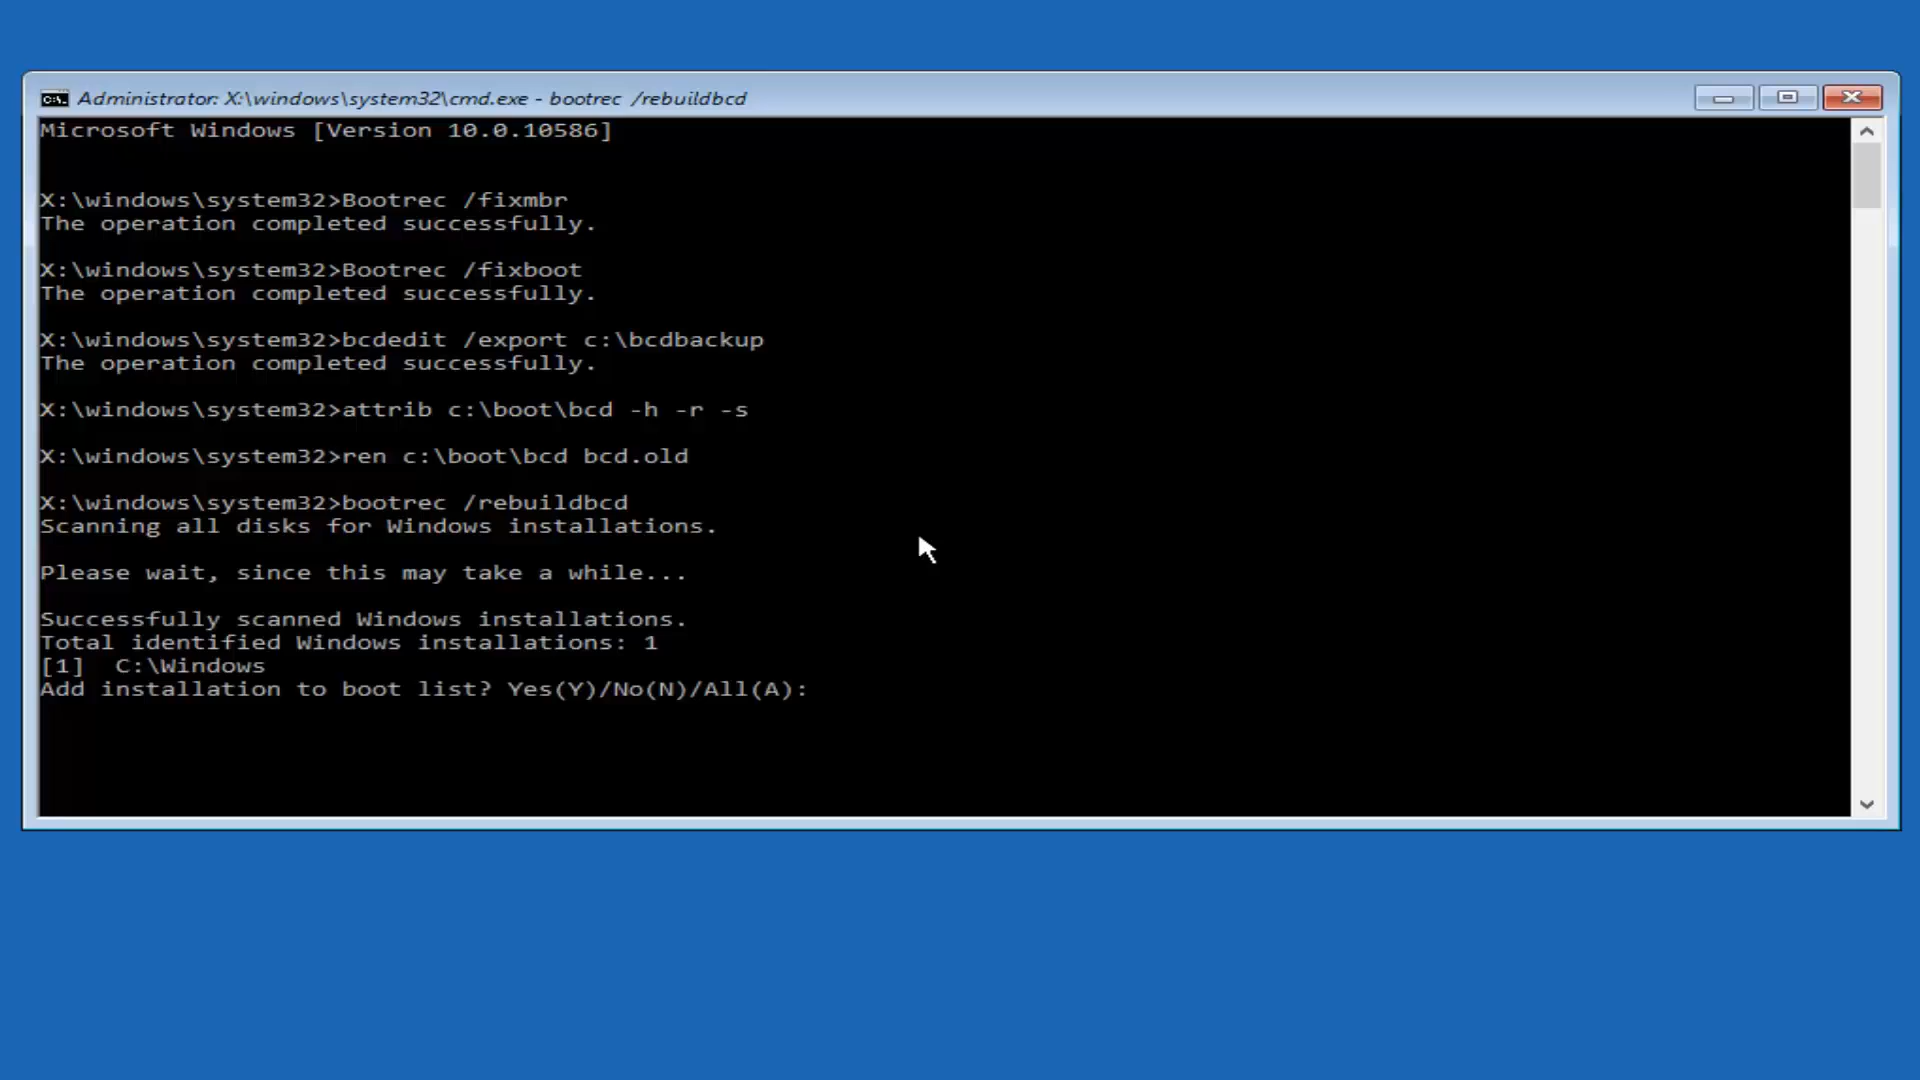 Administrator: X:\windows\system32\cmd.exe - bootrec /rebuildbcd
Microsoft Windows [Version 10.0.10586]
X:\windows\system32>Bootrec /fixmbr
The operation completed successfully.
X:\windows\system32>Bootrec /fixboot
The operation completed successfully.
X:\windows\system32>bcdedit /export c:\bcdbackup
The operation completed successfully.
X:\windows\system32>attrib c:\boot\bcd -h -r -s
X:\windows\system32>ren c:\boot\bcd bcd.old
X:\windows\system32>bootrec /rebuildbcd
Scanning all disks for Windows installations.
Please wait, since this may take a while...
Successfully scanned Windows installations.
Total identified Windows installations: 1
[1]  C:\Windows
Add installation to boot list? Yes(Y)/No(N)/All(A):